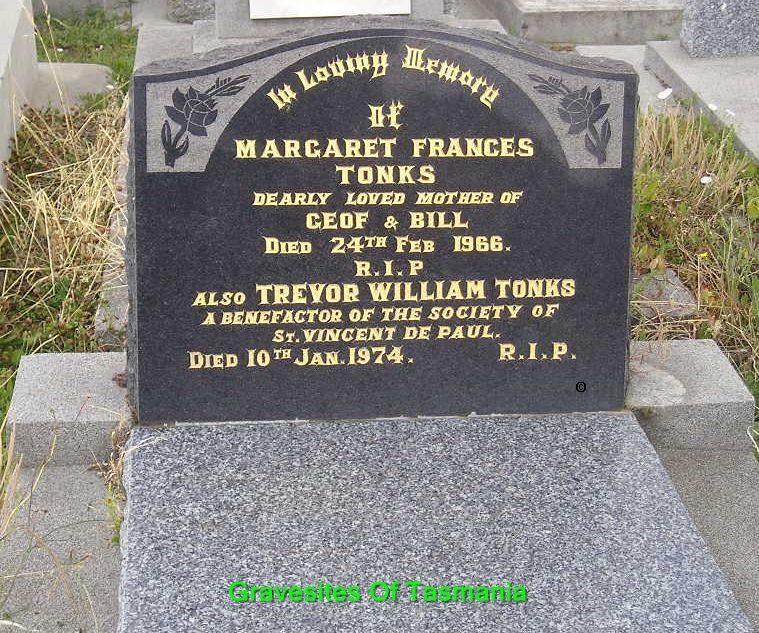 In Loving Memory
of
MARGARET FRANCES
TONKS
DEARLY LOVED MOTHER OF
GEOF & BILL
DIED 24TH FEB 1966.
R.I.P
ALSO TREVOR WILLIAM TONKS
A BENEFACTOR OF THE SOCIETY OF
ST. VINCENT DE PAUL.
DIED 10TH JAN. 1974. R.I.P.
©
Gravesites Of Tasmania